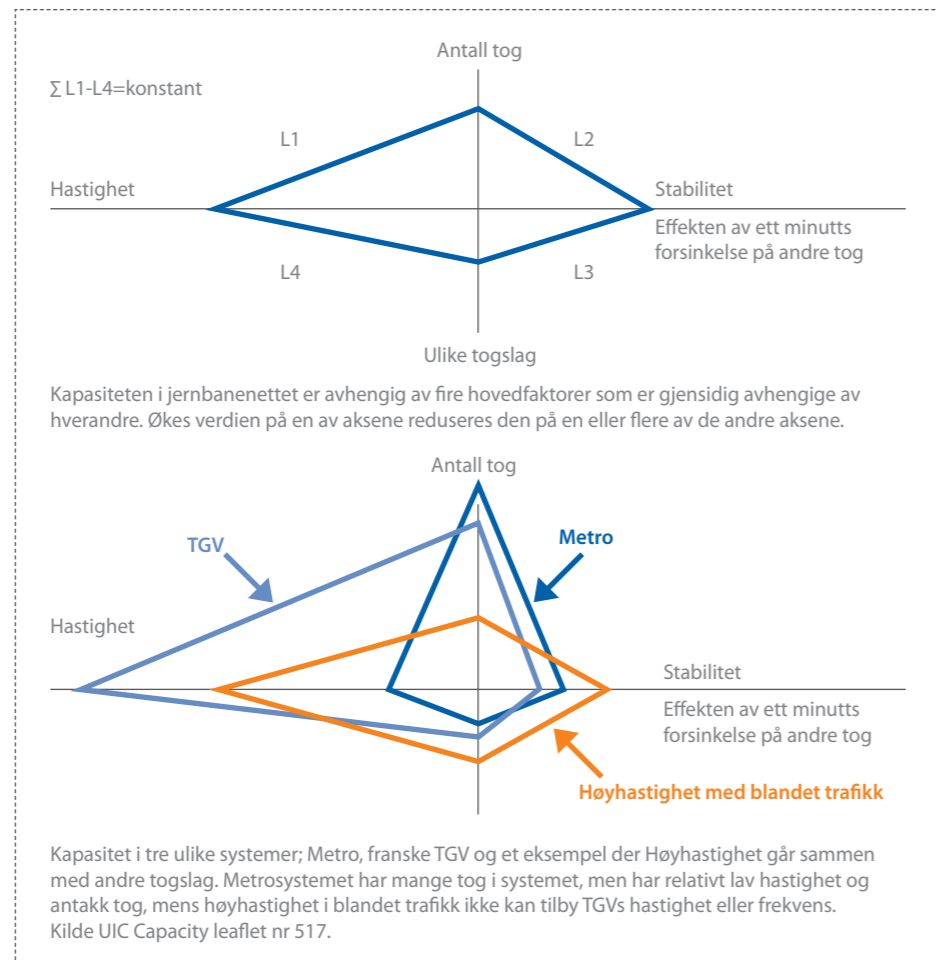 Antall tog
∑ L1-L4=konstant
L1
L2
Hastighet
Stabilitet
Effekten av ett minutts
forsinkelse på andre tog
L4
L3
Ulike togslag
Kapasiteten i jernbanenettet er avhengig av fire hovedfaktorer som er gjensidig avhengige av
hverandre. Økes verdien på en av aksene reduseres den på en eller flere av de andre aksene.
Antall tog
TGV
Metro
Hastighet
Stabilitet
Effekten av ett minutts
forsinkelse på andre tog
Høyhastighet med blandet trafikk
Kapasitet i tre ulike systemer; Metro, franske TGV og et eksempel der Høyhastighet går sammen
med andre togslag. Metrosystemet har mange tog i systemet, men har relativt lav hastighet og
antakk tog, mens høyhastighet i blandet trafikk ikke kan tilby TGVs hastighet eller frekvens.
Kilde UIC Capacity leaflet nr 517.